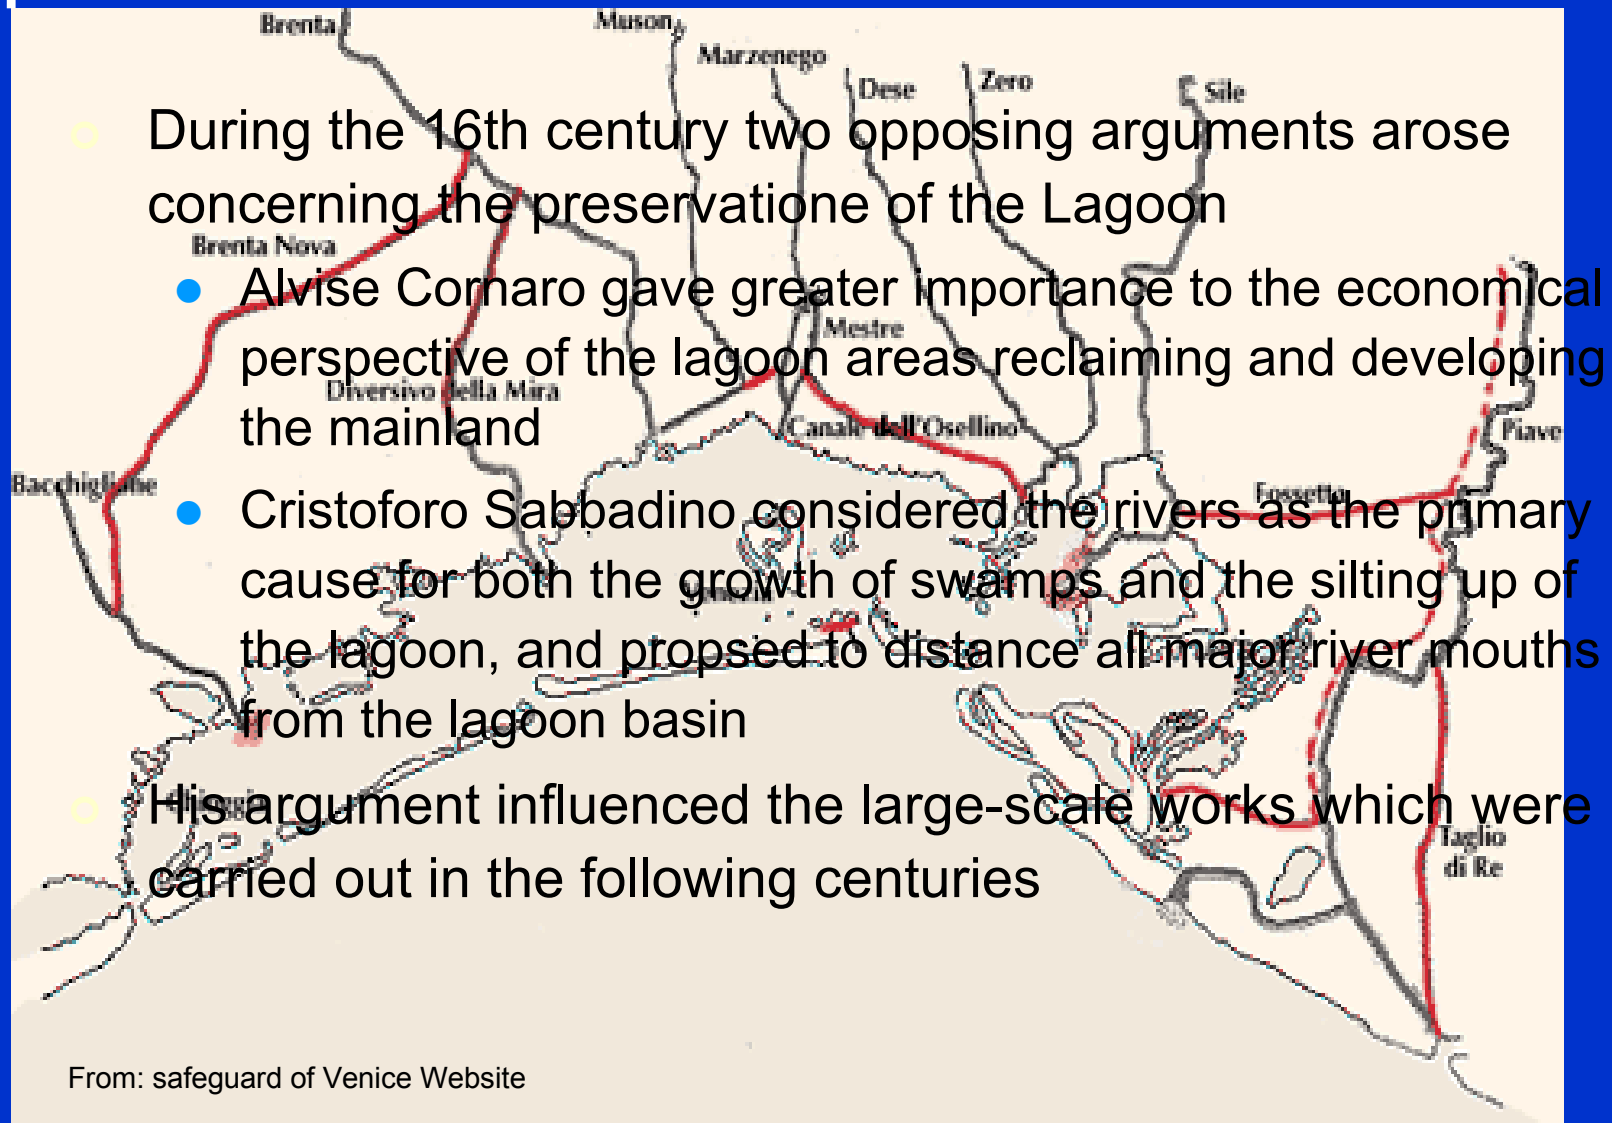 Brenta
Muson
Marzenego
Dese
Zero
Sile
During the 16th century two opposing arguments arose
concerning the preservatione of the Lagoon
Brenta Nova
Alvise Cornaro gave greater importance to the economical
Mestre
perspective of the lagoon areas reclaiming and developing
Diversivo della Mira
the mainland
Canale dell'Osellino
Piave
Bacchiglione
Fossetta
Cristoforo Sabbadino considered the rivers as the primary
cause for both the growth of swamps and the silting up of
Venezia
the lagoon, and propsed to distance all major river mouths
from the lagoon basin
Chioggia
His argument influenced the large-scale works which were
Taglio
di Re
carried out in the following centuries
From: safeguard of Venice Website